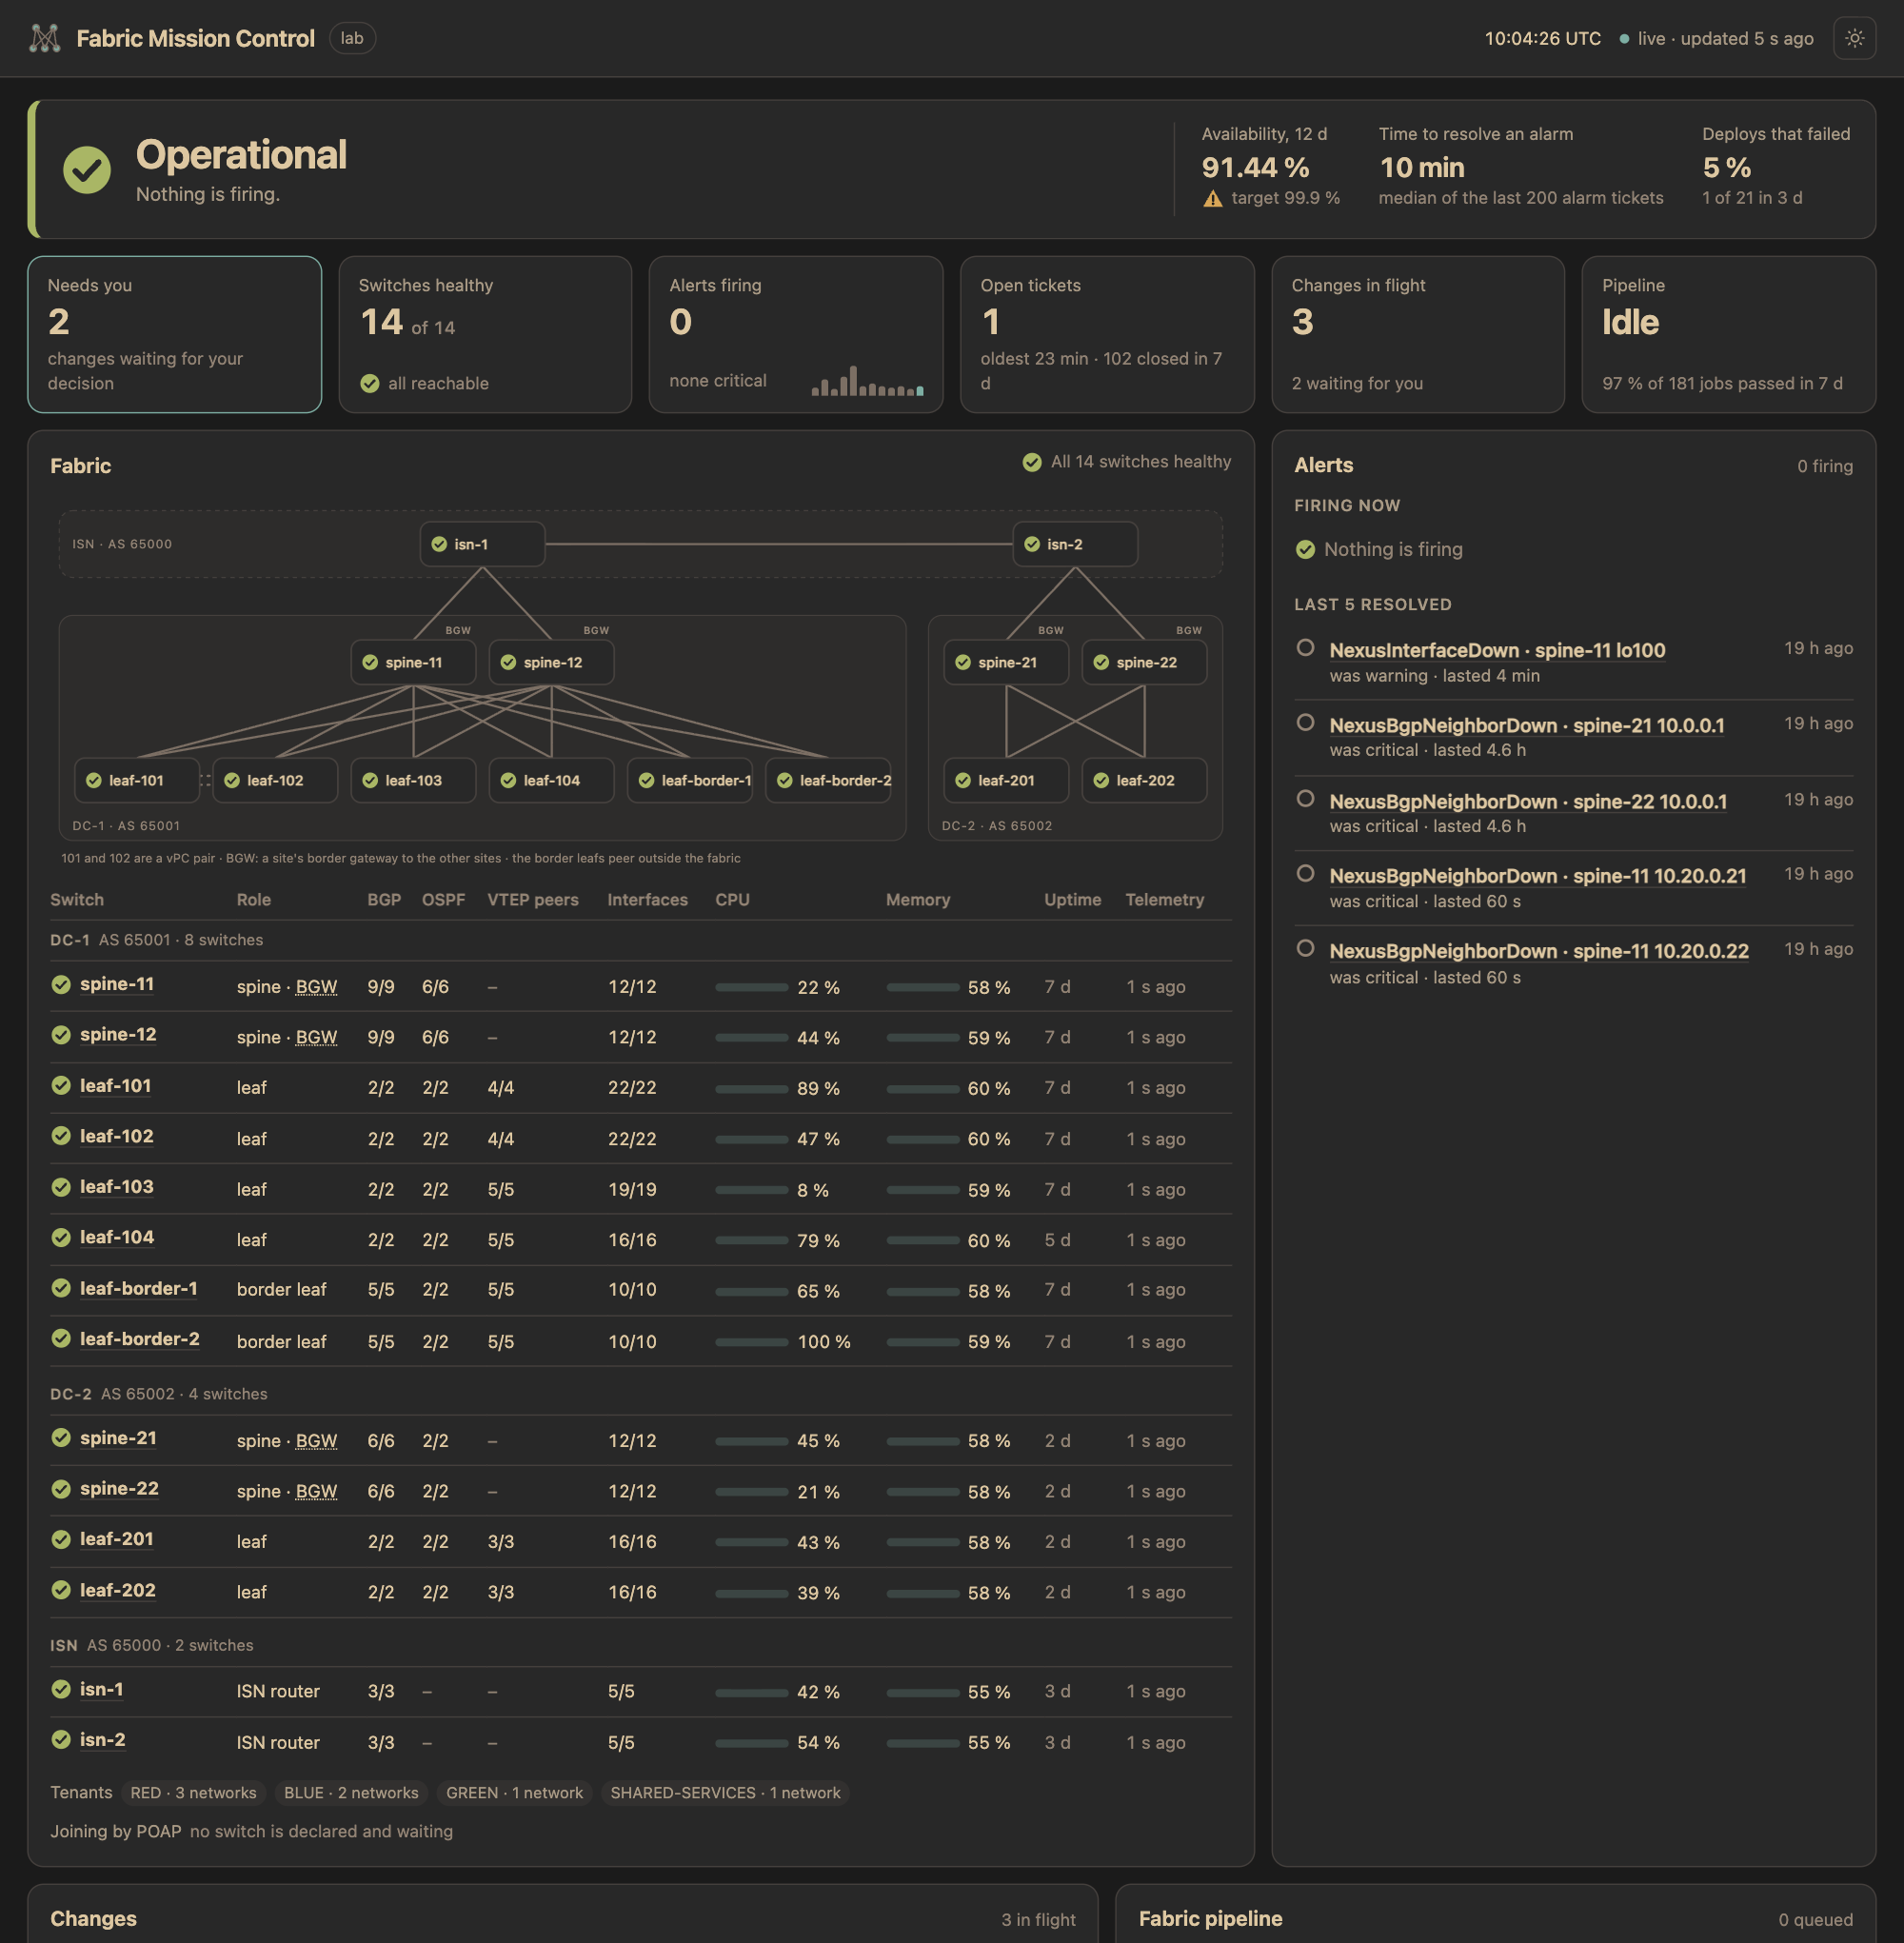 Fabric Mission Control lab
10:04:26 UTC live · updated 5 s ago
Operational
Nothing is firing.
Availability, 12 d
91.44 %
target 99.9 %
Time to resolve an alarm
10 min
median of the last 200 alarm tickets
Deploys that failed
5 %
1 of 21 in 3 d
Needs you
2
changes waiting for your
decision
Switches healthy
14 of 14
all reachable
Alerts firing
0
none critical
Open tickets
1
oldest 23 min · 102 closed in 7
d
Changes in flight
3
2 waiting for you
Pipeline
Idle
97 % of 181 jobs passed in 7 d
Fabric
All 14 switches healthy
ISN · AS 65000
isn-1
isn-2
BGW
BGW
BGW
BGW
spine-11
spine-12
spine-21
spine-22
leaf-101
leaf-102
leaf-103
leaf-104
leaf-border-1
leaf-border-2
leaf-201
leaf-202
DC-1 · AS 65001
DC-2 · AS 65002
101 and 102 are a vPC pair · BGW: a site's border gateway to the other sites · the border leafs peer outside the fabric
Switch Role BGP OSPF VTEP peers Interfaces CPU Memory Uptime Telemetry
DC-1 AS 65001 · 8 switches
spine-11 spine · BGW 9/9 6/6 – 12/12 22 % 58 % 7 d 1 s ago
spine-12 spine · BGW 9/9 6/6 – 12/12 44 % 59 % 7 d 1 s ago
leaf-101 leaf 2/2 2/2 4/4 22/22 89 % 60 % 7 d 1 s ago
leaf-102 leaf 2/2 2/2 4/4 22/22 47 % 60 % 7 d 1 s ago
leaf-103 leaf 2/2 2/2 5/5 19/19 8 % 59 % 7 d 1 s ago
leaf-104 leaf 2/2 2/2 5/5 16/16 79 % 60 % 5 d 1 s ago
leaf-border-1 border leaf 5/5 2/2 5/5 10/10 65 % 58 % 7 d 1 s ago
leaf-border-2 border leaf 5/5 2/2 5/5 10/10 100 % 59 % 7 d 1 s ago
DC-2 AS 65002 · 4 switches
spine-21 spine · BGW 6/6 2/2 – 12/12 45 % 58 % 2 d 1 s ago
spine-22 spine · BGW 6/6 2/2 – 12/12 21 % 58 % 2 d 1 s ago
leaf-201 leaf 2/2 2/2 3/3 16/16 43 % 58 % 2 d 1 s ago
leaf-202 leaf 2/2 2/2 3/3 16/16 39 % 58 % 2 d 1 s ago
ISN AS 65000 · 2 switches
isn-1 ISN router 3/3 – – 5/5 42 % 55 % 3 d 1 s ago
isn-2 ISN router 3/3 – – 5/5 54 % 55 % 3 d 1 s ago
Tenants RED · 3 networks BLUE · 2 networks GREEN · 1 network SHARED-SERVICES · 1 network
Joining by POAP no switch is declared and waiting
Alerts 0 firing
FIRING NOW
Nothing is firing
LAST 5 RESOLVED
NexusInterfaceDown · spine-11 lo100 19 h ago
was warning · lasted 4 min
NexusBgpNeighborDown · spine-21 10.0.0.1 19 h ago
was critical · lasted 4.6 h
NexusBgpNeighborDown · spine-22 10.0.0.1 19 h ago
was critical · lasted 4.6 h
NexusBgpNeighborDown · spine-11 10.20.0.21 19 h ago
was critical · lasted 60 s
NexusBgpNeighborDown · spine-11 10.20.0.22 19 h ago
was critical · lasted 60 s
Changes 3 in flight
Fabric pipeline 0 queued